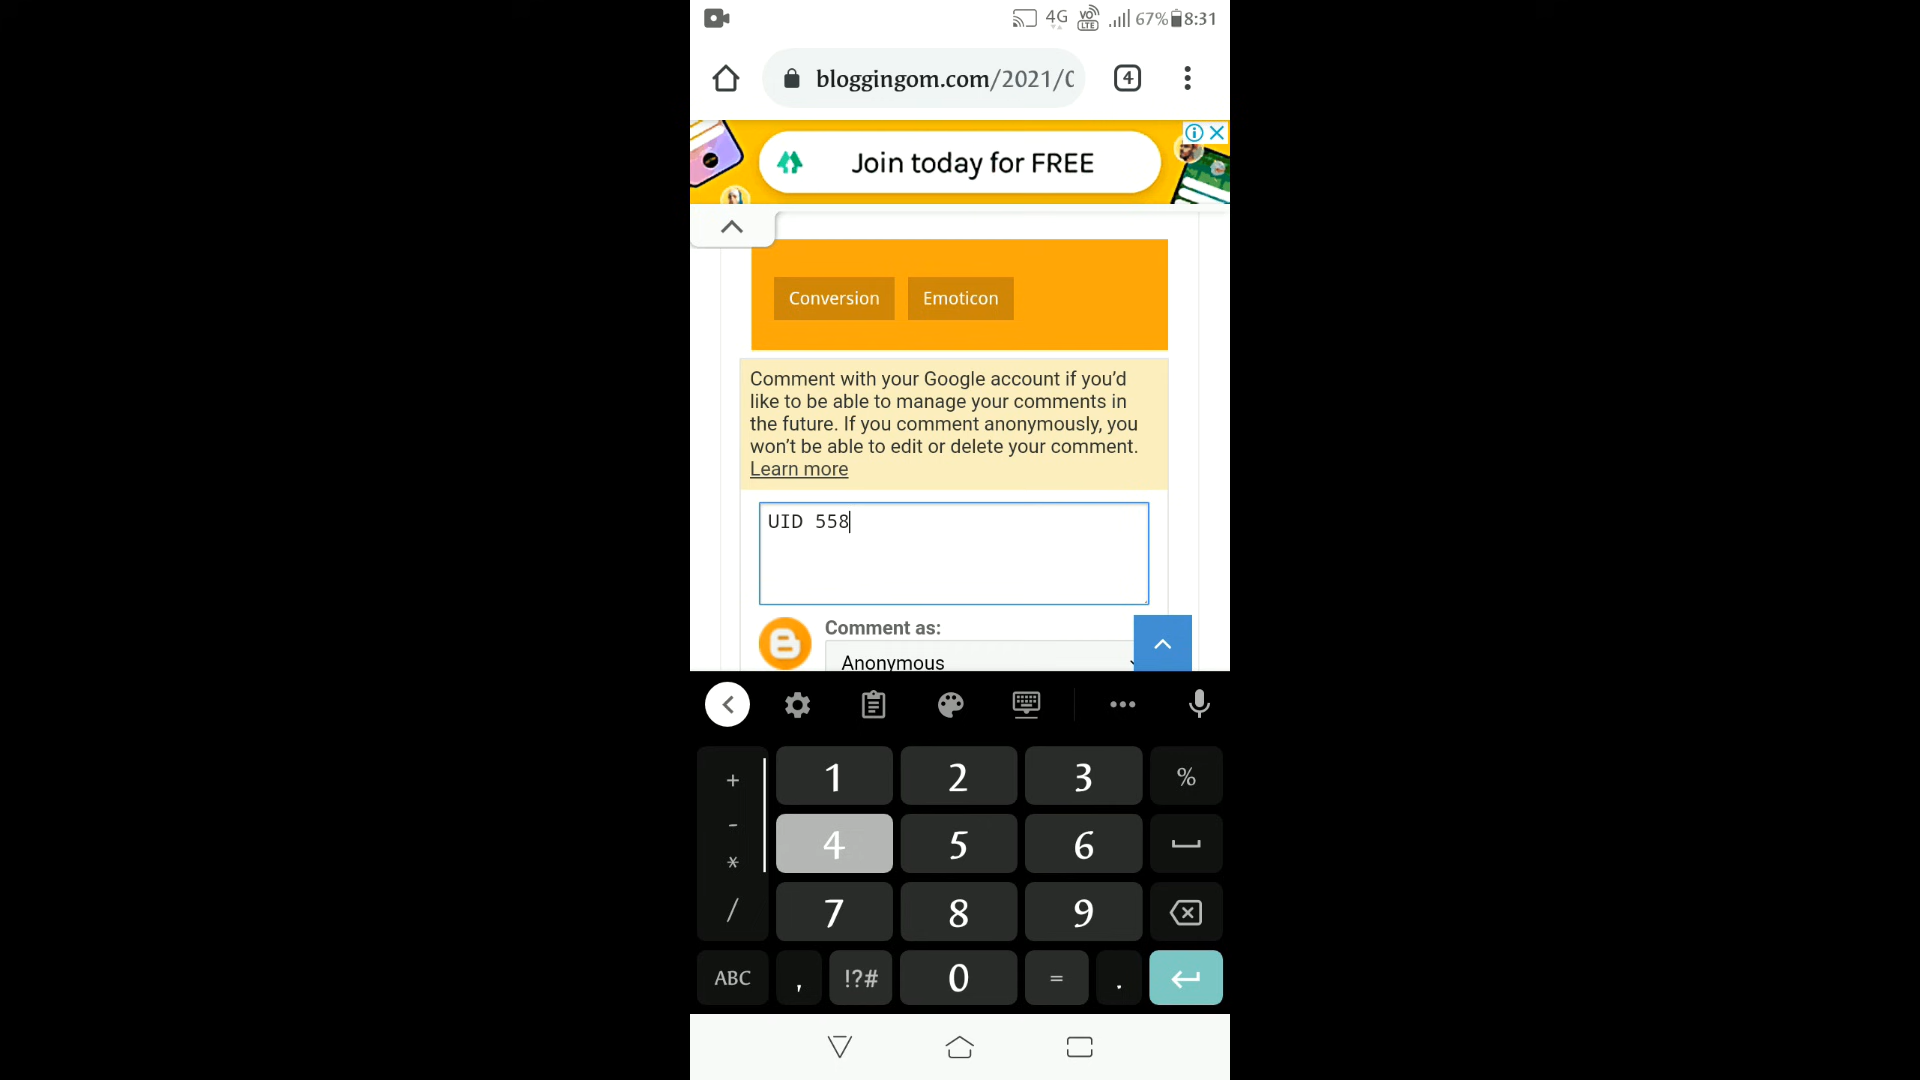 4G VO LTE 67% 8:31
bloggingom.com/2021/0
4
Join today for FREE
Conversion Emoticon
Comment with your Google account if you’d
like to be able to manage your comments in
the future. If you comment anonymously, you
won’t be able to edit or delete your comment.
Learn more
UID 558
Comment as:
Anonymous
+ 1 2 3 %
- 4 5 6
*
/ 7 8 9
ABC , !?# 0 = .